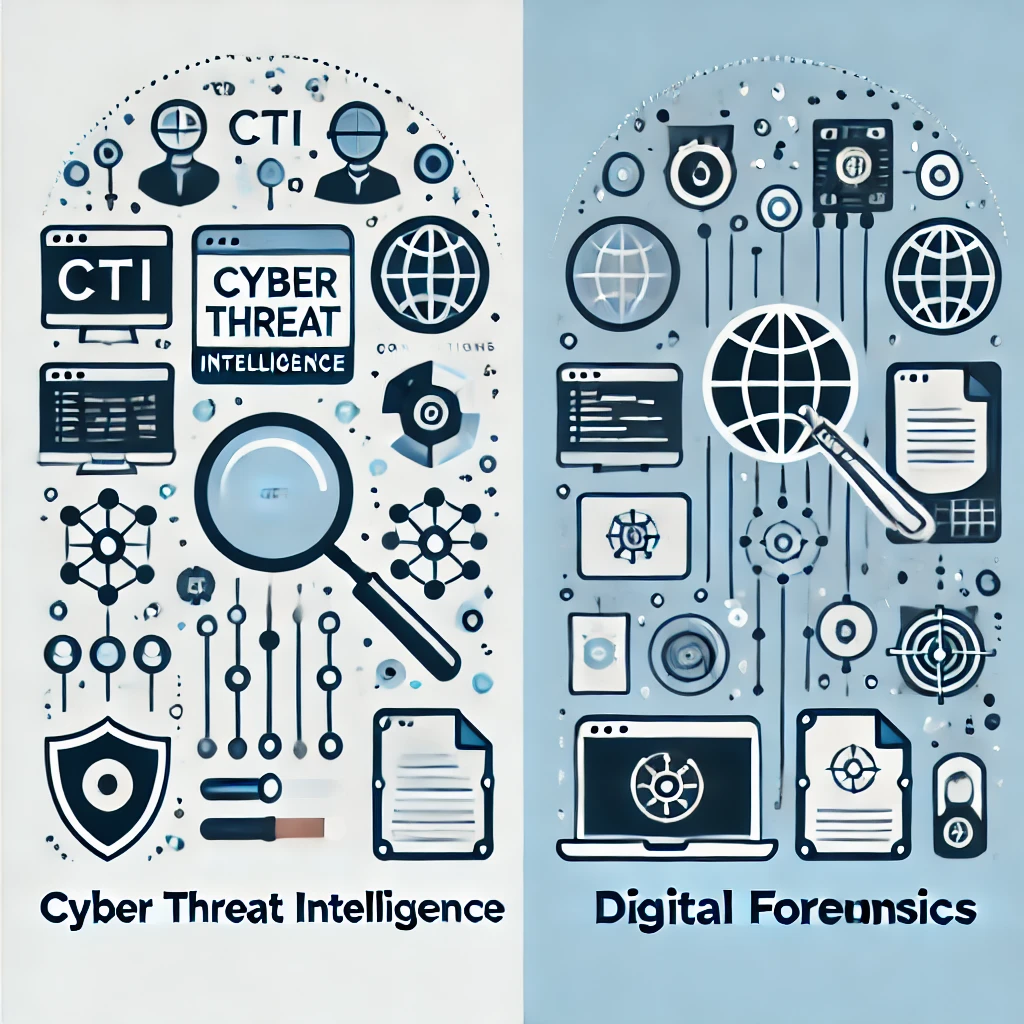 CTI
CTI
CYBER
THREAT
INTELLIGENCE
Cyber Threat Intelligence
Digital Foreunsics